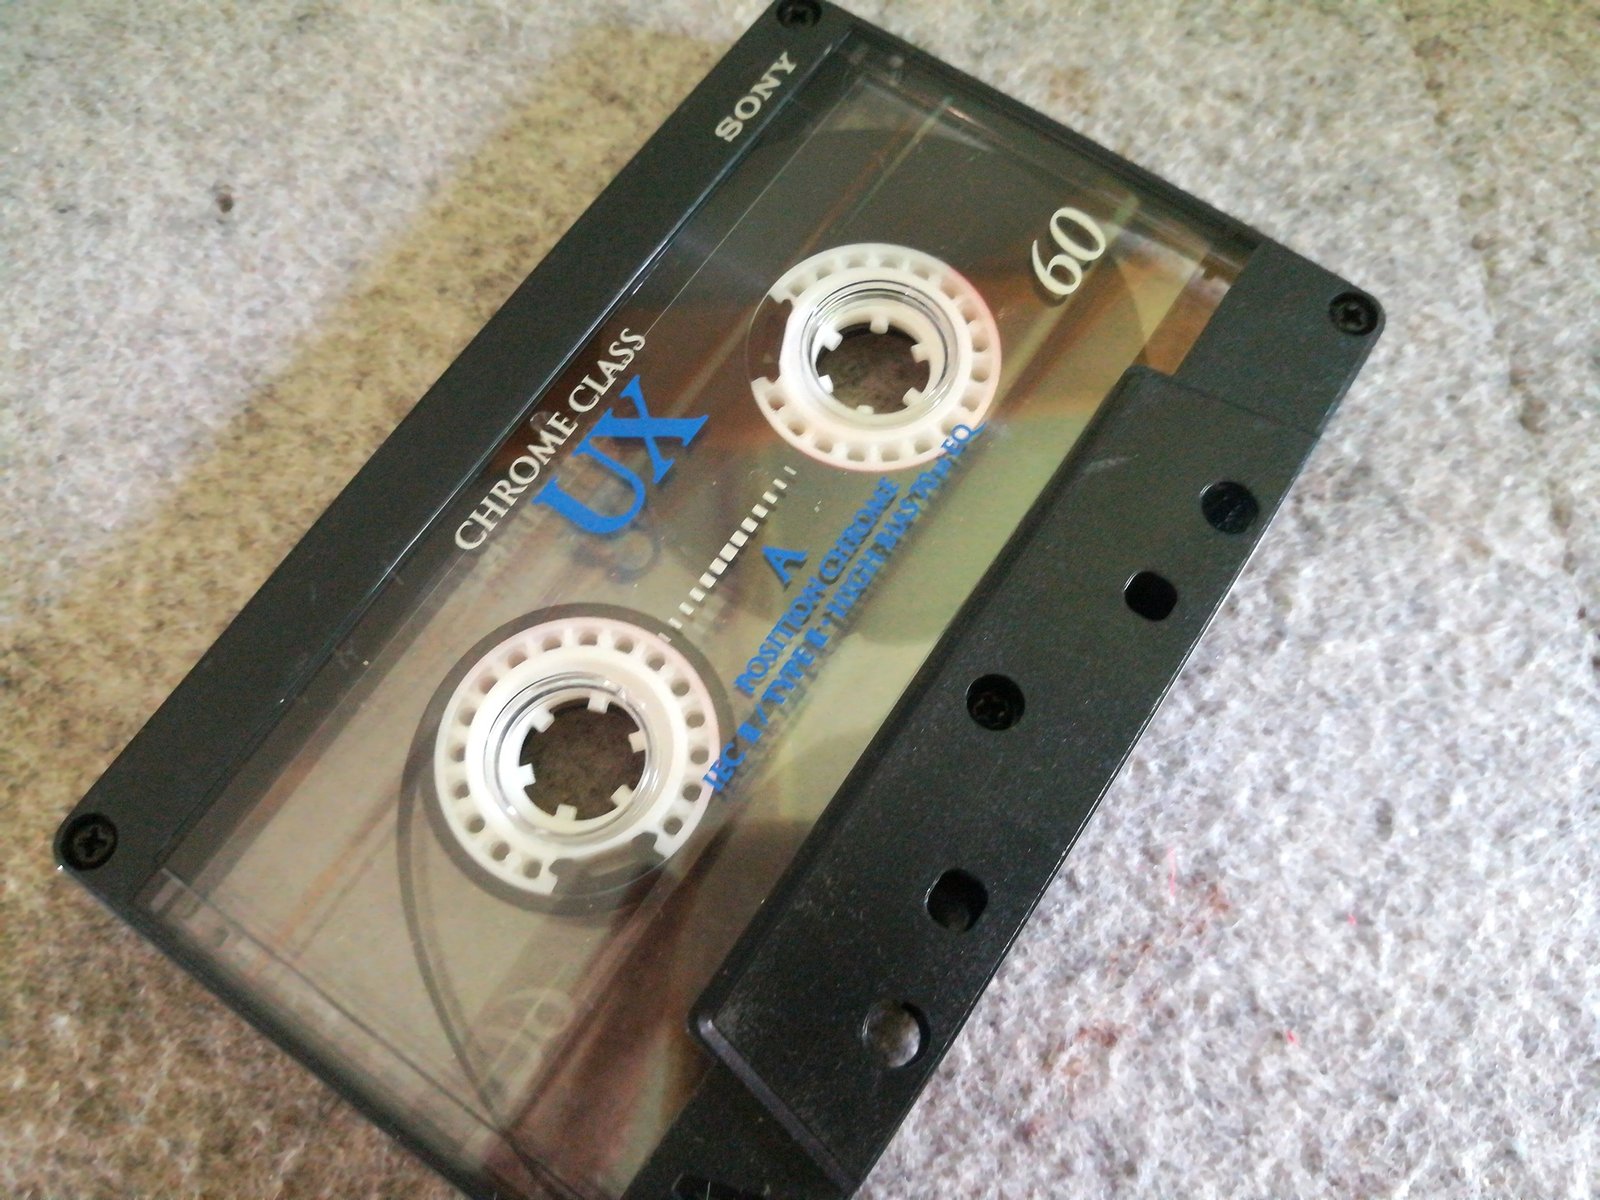 SONY
CHROME CLASS
UX
60
A
POSITION CHROME
IEC II / TYPE II · HIGH BIAS 70μs EQ